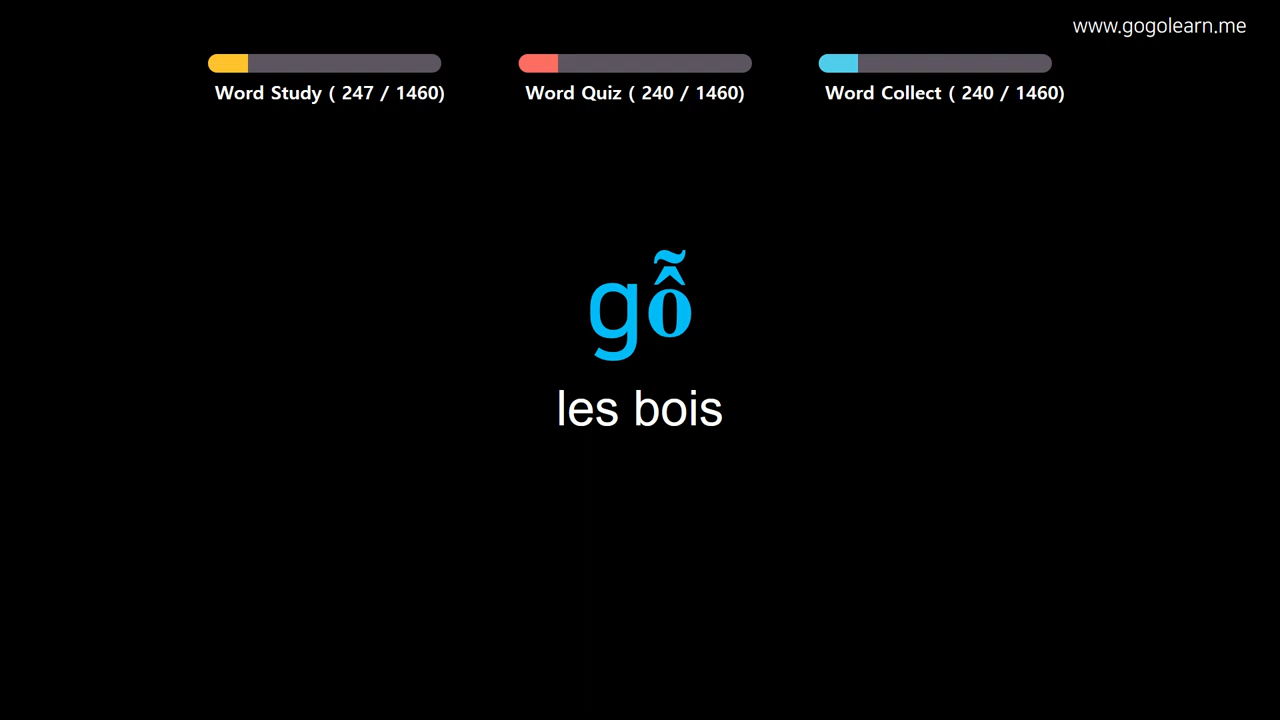 www.gogolearn.me
Word Study ( 247 / 1460)
Word Quiz ( 240 / 1460)
Word Collect ( 240 / 1460)
gỗ
les bois